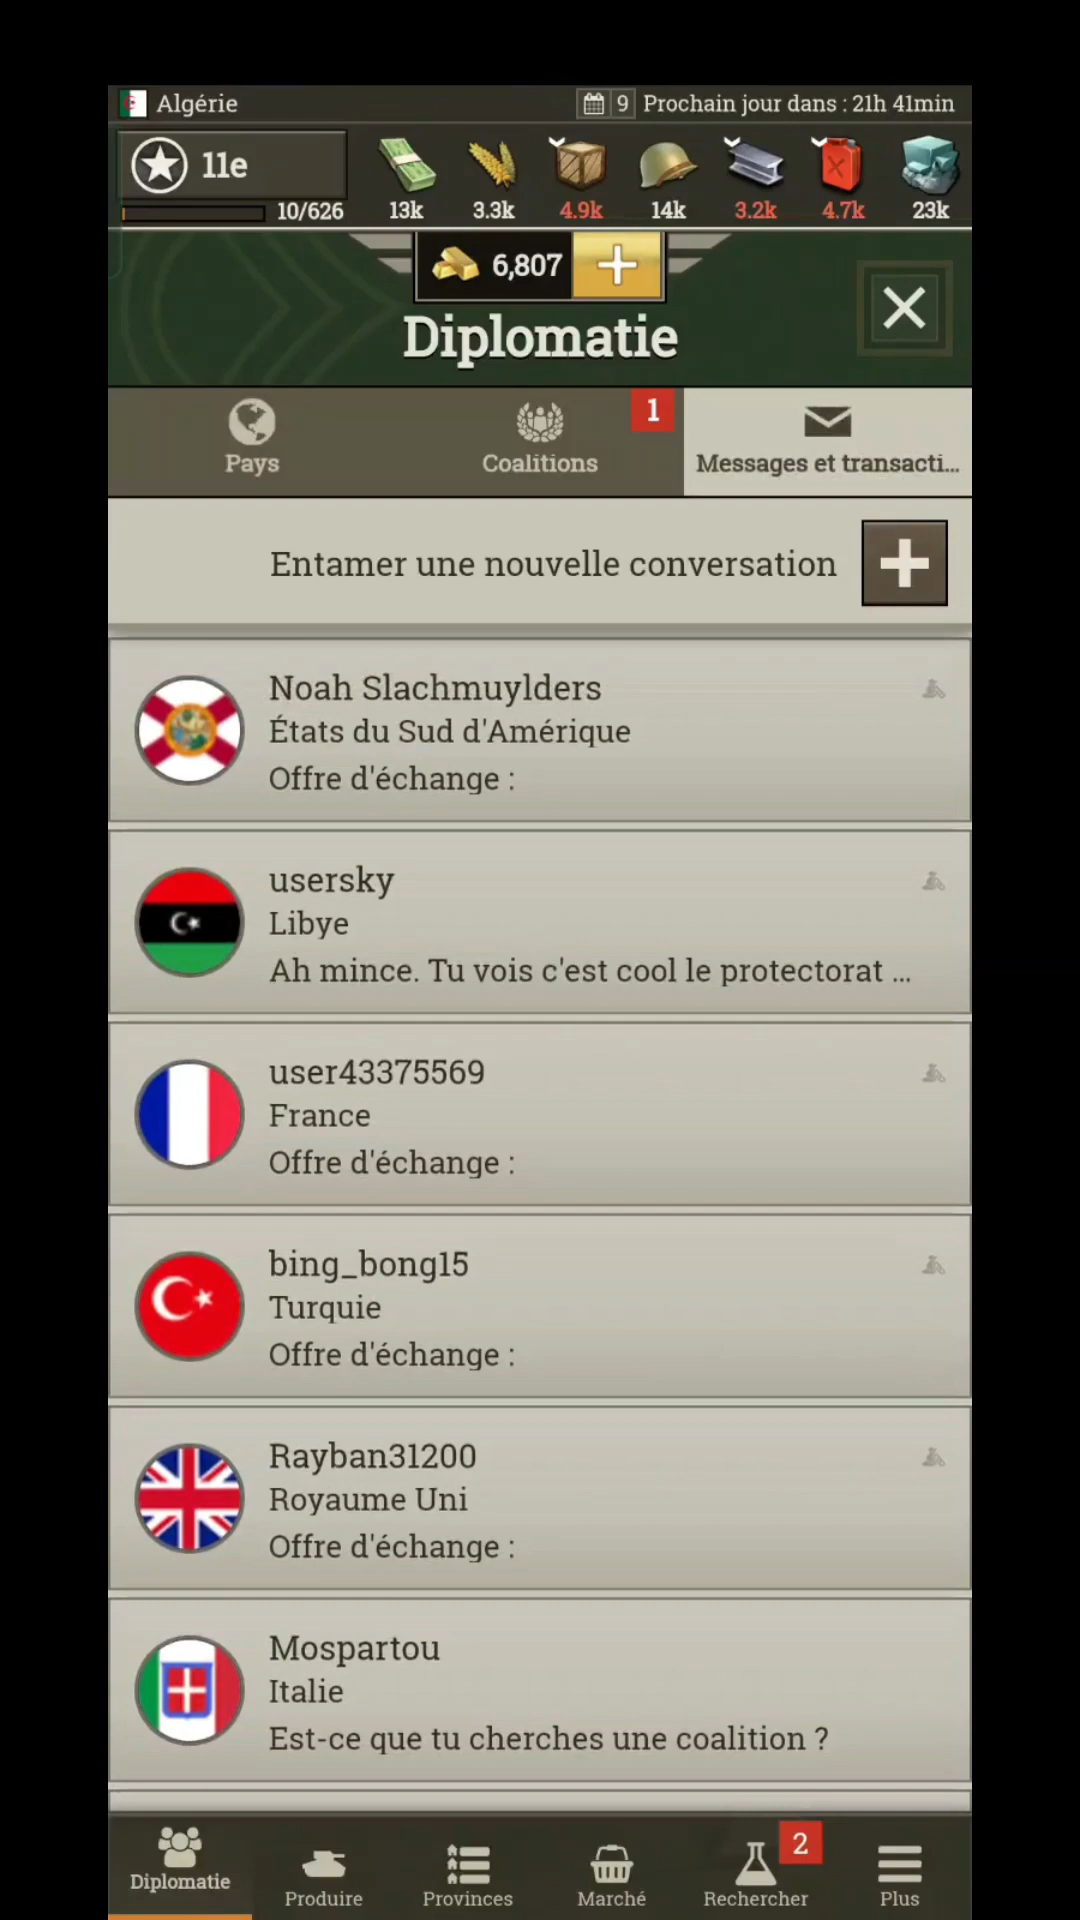 Algérie
9 Prochain jour dans : 21h 41min
11e
10/626 13k 3.3k 4.9k 14k 3.2k 4.7k 23k
6,807
Diplomatie
1
Pays Coalitions Messages et transacti...
Entamer une nouvelle conversation
Noah Slachmuylders
États du Sud d'Amérique
Offre d'échange :
usersky
Libye
Ah mince. Tu vois c'est cool le protectorat ...
user43375569
France
Offre d'échange :
bing_bong15
Turquie
Offre d'échange :
Rayban31200
Royaume Uni
Offre d'échange :
Mospartou
Italie
Est-ce que tu cherches une coalition ?
2
Diplomatie Produire Provinces Marché Rechercher Plus